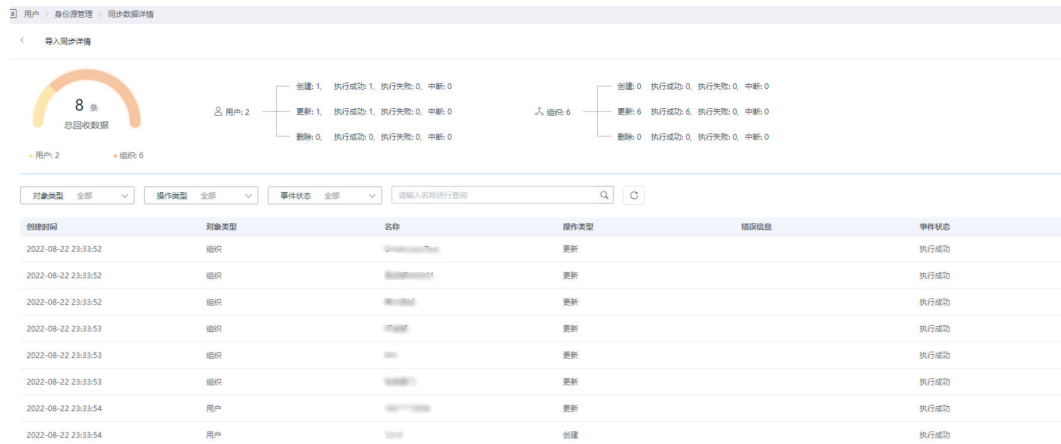 用户 > 身份源管理 > 同步数据详情
< 导入同步详情
8 条
总回收数据
用户: 2 组织: 6
用户: 2
创建: 1, 执行成功: 1, 执行失败: 0, 中断: 0
更新: 1, 执行成功: 1, 执行失败: 0, 中断: 0
删除: 0, 执行成功: 0, 执行失败: 0, 中断: 0
组织: 6
创建: 0 执行成功: 0, 执行失败: 0, 中断: 0
更新: 6 执行成功: 6, 执行失败: 0, 中断: 0
删除: 0 执行成功: 0, 执行失败: 0, 中断: 0
对象类型 全部 操作类型 全部 事件状态 全部 请输入名称进行查询
创建时间 对象类型 名称 操作类型 错误信息 事件状态
2022-08-22 23:33:52 组织 更新 执行成功
2022-08-22 23:33:52 组织 更新 执行成功
2022-08-22 23:33:52 组织 更新 执行成功
2022-08-22 23:33:53 组织 更新 执行成功
2022-08-22 23:33:53 组织 更新 执行成功
2022-08-22 23:33:53 组织 更新 执行成功
2022-08-22 23:33:54 用户 更新 执行成功
2022-08-22 23:33:54 用户 创建 执行成功